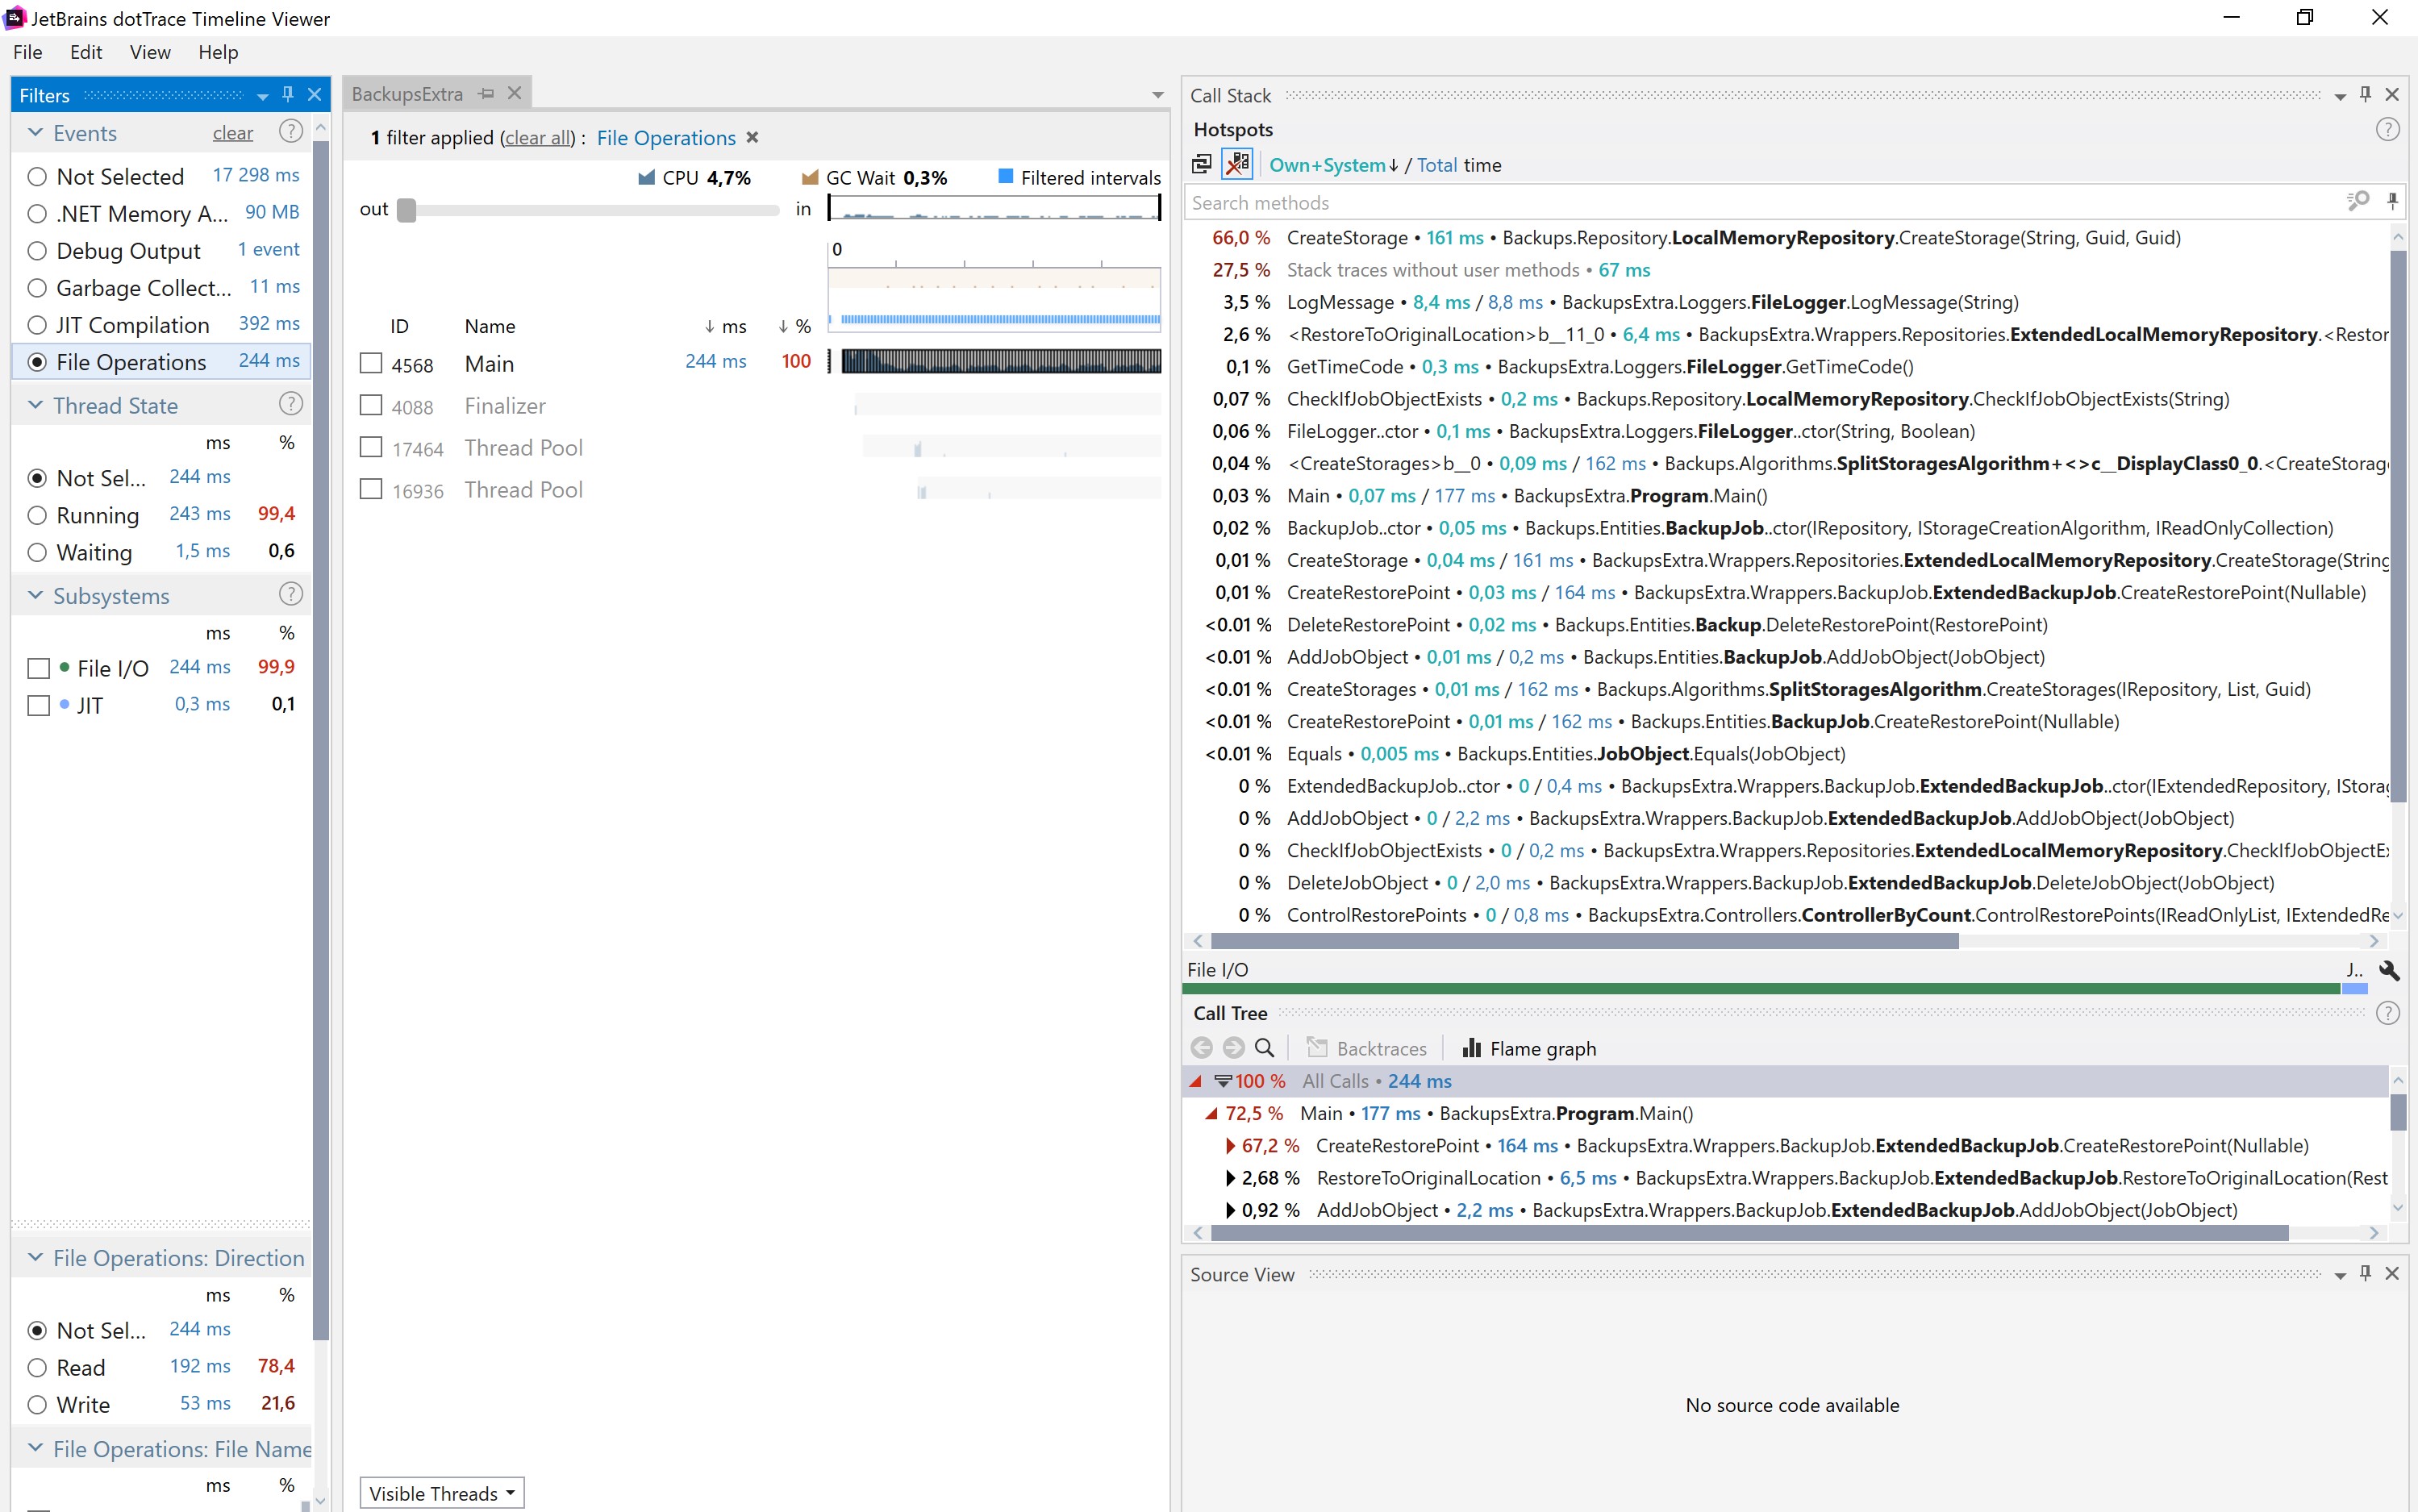 JetBrains dotTrace Timeline Viewer
File Edit View Help
Filters
Events clear ?
Not Selected 17 298 ms
.NET Memory A... 90 MB
Debug Output 1 event
Garbage Collect... 11 ms
JIT Compilation 392 ms
File Operations 244 ms
Thread State ?
ms %
Not Sel... 244 ms
Running 243 ms 99,4
Waiting 1,5 ms 0,6
Subsystems ?
ms %
File I/O 244 ms 99,9
JIT 0,3 ms 0,1
File Operations: Direction
ms %
Not Sel... 244 ms
Read 192 ms 78,4
Write 53 ms 21,6
File Operations: File Name
ms %
BackupsExtra
1 filter applied (clear all) : File Operations
CPU 4,7% GC Wait 0,3% Filtered intervals
out in
0
ID Name ↓ ms ↓ %
4568 Main 244 ms 100
4088 Finalizer
17464 Thread Pool
16936 Thread Pool
Visible Threads
Call Stack
Hotspots ?
Own+System↓ / Total time
Search methods
66,0 % CreateStorage • 161 ms • Backups.Repository.LocalMemoryRepository.CreateStorage(String, Guid, Guid)
27,5 % Stack traces without user methods • 67 ms
3,5 % LogMessage • 8,4 ms / 8,8 ms • BackupsExtra.Loggers.FileLogger.LogMessage(String)
2,6 % <RestoreToOriginalLocation>b__11_0 • 6,4 ms • BackupsExtra.Wrappers.Repositories.ExtendedLocalMemoryRepository.<Restor
0,1 % GetTimeCode • 0,3 ms • BackupsExtra.Loggers.FileLogger.GetTimeCode()
0,07 % CheckIfJobObjectExists • 0,2 ms • Backups.Repository.LocalMemoryRepository.CheckIfJobObjectExists(String)
0,06 % FileLogger..ctor • 0,1 ms • BackupsExtra.Loggers.FileLogger..ctor(String, Boolean)
0,04 % <CreateStorages>b__0 • 0,09 ms / 162 ms • Backups.Algorithms.SplitStoragesAlgorithm+<>c__DisplayClass0_0.<CreateStorag
0,03 % Main • 0,07 ms / 177 ms • BackupsExtra.Program.Main()
0,02 % BackupJob..ctor • 0,05 ms • Backups.Entities.BackupJob..ctor(IRepository, IStorageCreationAlgorithm, IReadOnlyCollection)
0,01 % CreateStorage • 0,04 ms / 161 ms • BackupsExtra.Wrappers.Repositories.ExtendedLocalMemoryRepository.CreateStorage(String
0,01 % CreateRestorePoint • 0,03 ms / 164 ms • BackupsExtra.Wrappers.BackupJob.ExtendedBackupJob.CreateRestorePoint(Nullable)
<0.01 % DeleteRestorePoint • 0,02 ms • Backups.Entities.Backup.DeleteRestorePoint(RestorePoint)
<0.01 % AddJobObject • 0,01 ms / 0,2 ms • Backups.Entities.BackupJob.AddJobObject(JobObject)
<0.01 % CreateStorages • 0,01 ms / 162 ms • Backups.Algorithms.SplitStoragesAlgorithm.CreateStorages(IRepository, List, Guid)
<0.01 % CreateRestorePoint • 0,01 ms / 162 ms • Backups.Entities.BackupJob.CreateRestorePoint(Nullable)
<0.01 % Equals • 0,005 ms • Backups.Entities.JobObject.Equals(JobObject)
0 % ExtendedBackupJob..ctor • 0 / 0,4 ms • BackupsExtra.Wrappers.BackupJob.ExtendedBackupJob..ctor(IExtendedRepository, IStora
0 % AddJobObject • 0 / 2,2 ms • BackupsExtra.Wrappers.BackupJob.ExtendedBackupJob.AddJobObject(JobObject)
0 % CheckIfJobObjectExists • 0 / 0,2 ms • BackupsExtra.Wrappers.Repositories.ExtendedLocalMemoryRepository.CheckIfJobObjectE
0 % DeleteJobObject • 0 / 2,0 ms • BackupsExtra.Wrappers.BackupJob.ExtendedBackupJob.DeleteJobObject(JobObject)
0 % ControlRestorePoints • 0 / 0,8 ms • BackupsExtra.Controllers.ControllerByCount.ControlRestorePoints(IReadOnlyList, IExtendedRe
File I/O J..
Call Tree ?
Backtraces Flame graph
100 % All Calls • 244 ms
72,5 % Main • 177 ms • BackupsExtra.Program.Main()
67,2 % CreateRestorePoint • 164 ms • BackupsExtra.Wrappers.BackupJob.ExtendedBackupJob.CreateRestorePoint(Nullable)
2,68 % RestoreToOriginalLocation • 6,5 ms • BackupsExtra.Wrappers.BackupJob.ExtendedBackupJob.RestoreToOriginalLocation(Rest
0,92 % AddJobObject • 2,2 ms • BackupsExtra.Wrappers.BackupJob.ExtendedBackupJob.AddJobObject(JobObject)
Source View
No source code available